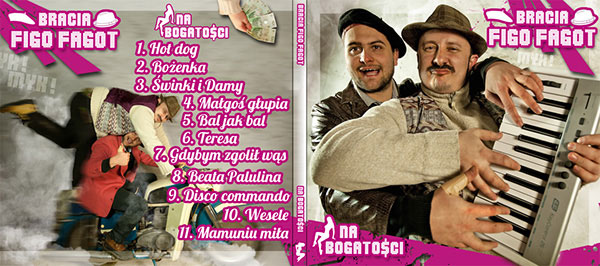 BRACIA
FIGO FAGOT
NA
BOGATOŚCI
1. Hot dog
2. Bożenka
3. Świnki i Damy
4. Małgoś głupia
5. Bal jak bal
6. Teresa
7. Gdybym zgolił wąs
8. Beata Palulina
9. Disco commando
10. Wesele
11. Mamuniu miła
BRACIA FIGO FAGOT
NA BOGATOŚCI
BRACIA
FIGO FAGOT
NA
BOGATOŚCI